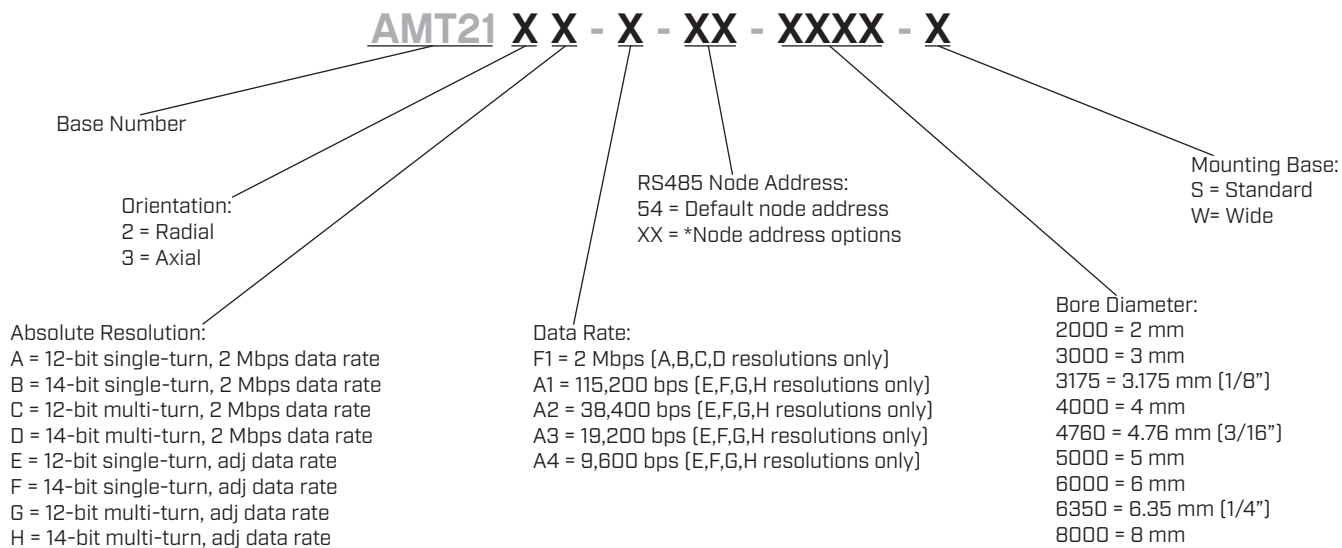 AMT21 X X - X - XX - XXXX - X
Base Number
Orientation:
2 = Radial
3 = Axial
Absolute Resolution:
A = 12-bit single-turn, 2 Mbps data rate
B = 14-bit single-turn, 2 Mbps data rate
C = 12-bit multi-turn, 2 Mbps data rate
D = 14-bit multi-turn, 2 Mbps data rate
E = 12-bit single-turn, adj data rate
F = 14-bit single-turn, adj data rate
G = 12-bit multi-turn, adj data rate
H = 14-bit multi-turn, adj data rate
Data Rate:
F1 = 2 Mbps (A,B,C,D resolutions only)
A1 = 115,200 bps (E,F,G,H resolutions only)
A2 = 38,400 bps (E,F,G,H resolutions only)
A3 = 19,200 bps (E,F,G,H resolutions only)
A4 = 9,600 bps (E,F,G,H resolutions only)
RS485 Node Address:
54 = Default node address
XX = *Node address options
Bore Diameter:
2000 = 2 mm
3000 = 3 mm
3175 = 3.175 mm (1/8”)
4000 = 4 mm
4760 = 4.76 mm (3/16”)
5000 = 5 mm
6000 = 6 mm
6350 = 6.35 mm (1/4”)
8000 = 8 mm
Mounting Base:
S = Standard
W= Wide